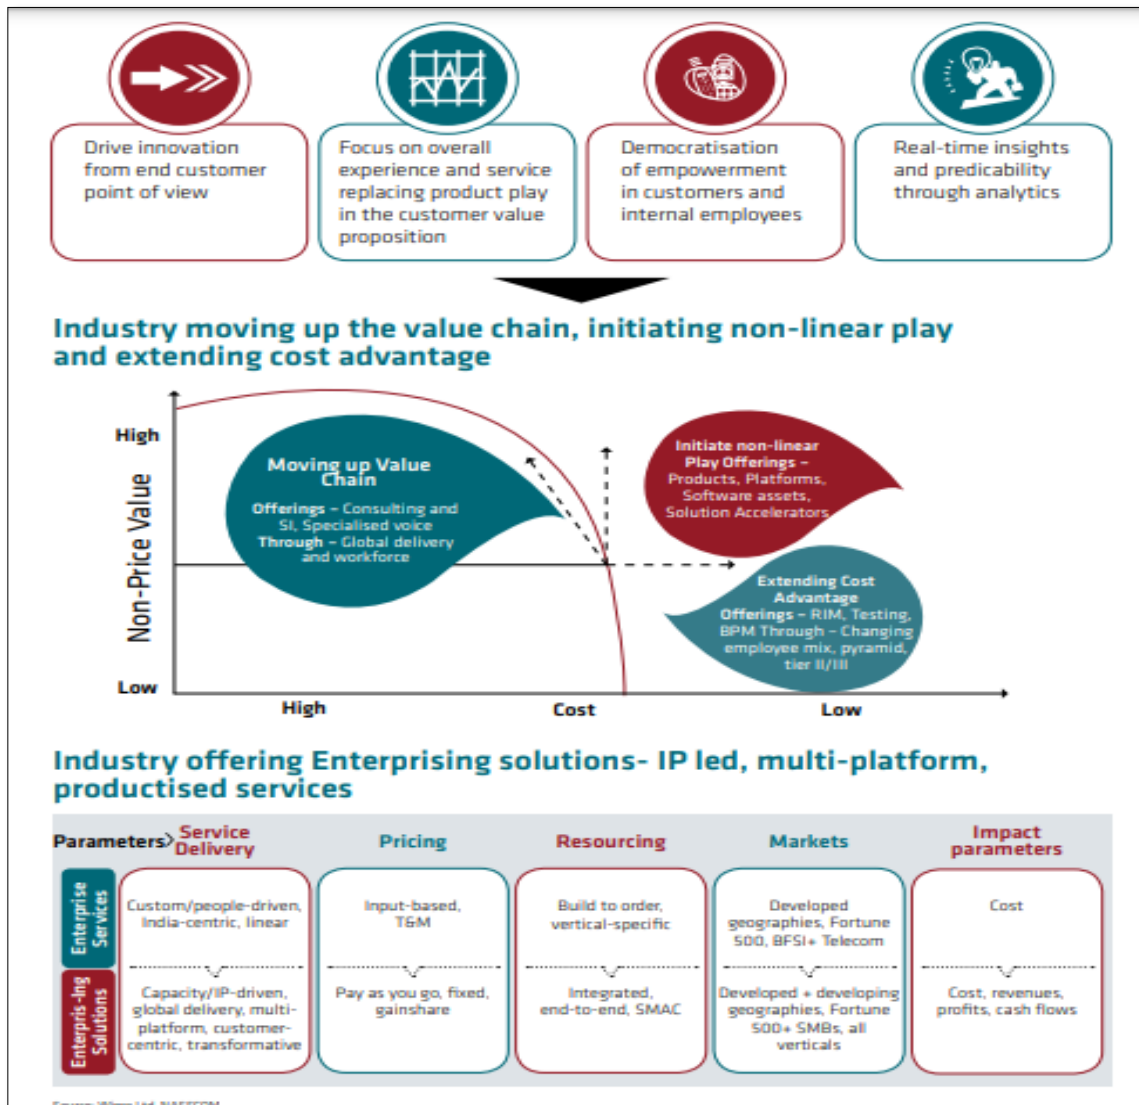 Drive innovation
from end customer
point of view
Focus on overall
experience and service
replacing product play
in the customer value
proposition
Democratisation
of empowerment
in customers and
internal employees
Real-time insights
and predicability
through analytics
Industry moving up the value chain, initiating non-linear play
and extending cost advantage
High
Non-Price Value
Low
Moving up Value
Chain
Offerings – Consulting and
SI, Specialised voice
Through – Global delivery
and workforce
Initiate non-linear
Play Offerings –
Products, Platforms,
Software assets,
Solution Accelerators
Extending Cost
Advantage
Offerings – RIM, Testing,
BPM Through – Changing
employee mix, pyramid,
tier II/III
High
Cost
Low
Industry offering Enterprising solutions- IP led, multi-platform,
productised services
Parameters>
Service
Delivery
Pricing
Resourcing
Markets
Impact
parameters
Enterprise
Services
Custom/people-driven,
India-centric, linear
Input-based,
T&M
Build to order,
vertical-specific
Developed
geographies, Fortune
500, BFSI+ Telecom
Cost
Enterpris-ing
Solutions
Capacity/IP-driven,
global delivery, multi-
platform, customer-
centric, transformative
Pay as you go, fixed,
gainshare
Integrated,
end-to-end, SMAC
Developed + developing
geographies, Fortune
500+ SMBs, all
verticals
Cost, revenues,
profits, cash flows